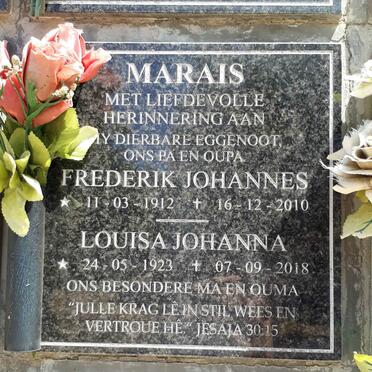 MARAIS
MET LIEFDEVOLLE
HERINNERING AAN
MY DIERBARE EGGENOOT,
ONS PA EN OUPA
FREDERIK JOHANNES
★ 11-03-1912 ✝ 16-12-2010
LOUISA JOHANNA
★ 24-05-1923 ✝ 07-09-2018
ONS BESONDERE MA EN OUMA
"JULLE KRAG LÊ IN STIL WEES EN
VERTROUE HÊ" JESAJA 30:15